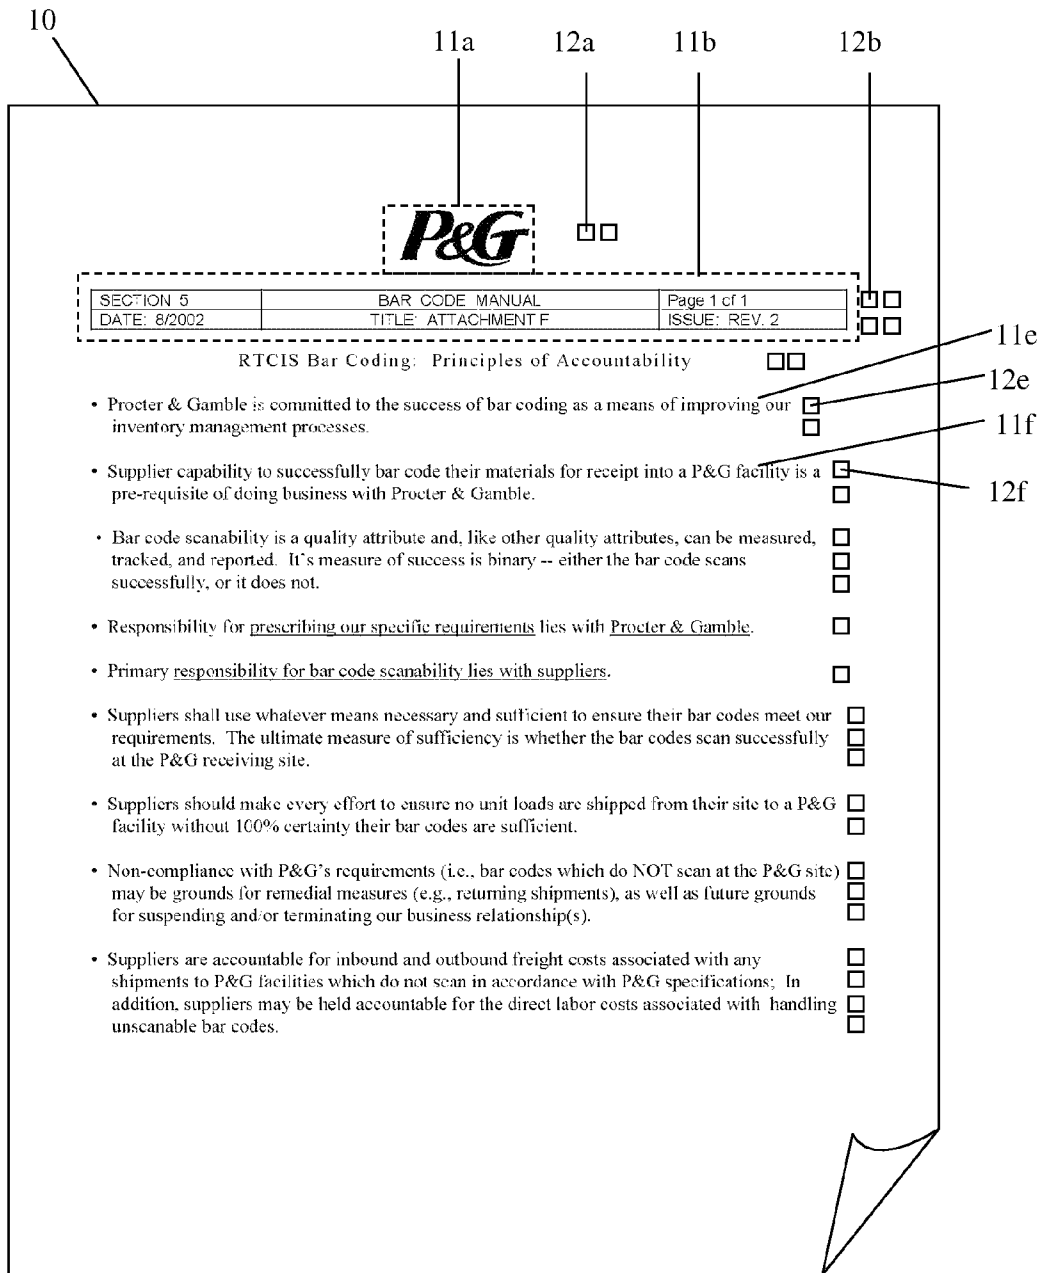 10
11a 12a 11b 12b
P&G
SECTION 5 BAR CODE MANUAL Page 1 of 1
DATE: 8/2002 TITLE: ATTACHMENT F ISSUE: REV. 2
RTCIS Bar Coding: Principles of Accountability
11e
• Procter & Gamble is committed to the success of bar coding as a means of improving our
12e
inventory management processes.
11f
• Supplier capability to successfully bar code their materials for receipt into a P&G facility is a
12f
pre-requisite of doing business with Procter & Gamble.
• Bar code scanability is a quality attribute and, like other quality attributes, can be measured,
tracked, and reported. It's measure of success is binary -- either the bar code scans
successfully, or it does not.
• Responsibility for prescribing our specific requirements lies with Procter & Gamble.
• Primary responsibility for bar code scanability lies with suppliers.
• Suppliers shall use whatever means necessary and sufficient to ensure their bar codes meet our
requirements. The ultimate measure of sufficiency is whether the bar codes scan successfully
at the P&G receiving site.
• Suppliers should make every effort to ensure no unit loads are shipped from their site to a P&G
facility without 100% certainty their bar codes are sufficient.
• Non-compliance with P&G's requirements (i.e., bar codes which do NOT scan at the P&G site)
may be grounds for remedial measures (e.g., returning shipments), as well as future grounds
for suspending and/or terminating our business relationship(s).
• Suppliers are accountable for inbound and outbound freight costs associated with any
shipments to P&G facilities which do not scan in accordance with P&G specifications; In
addition, suppliers may be held accountable for the direct labor costs associated with handling
unscanable bar codes.